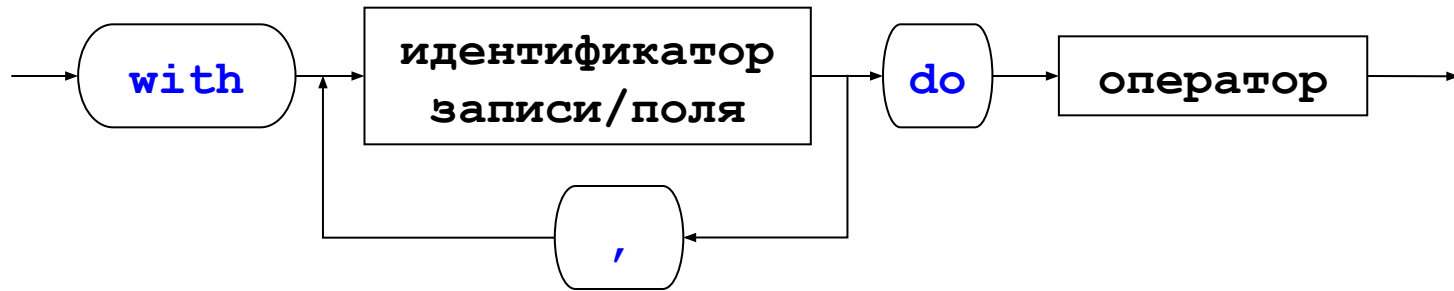 with
идентификатор
записи/поля
do
оператор
,